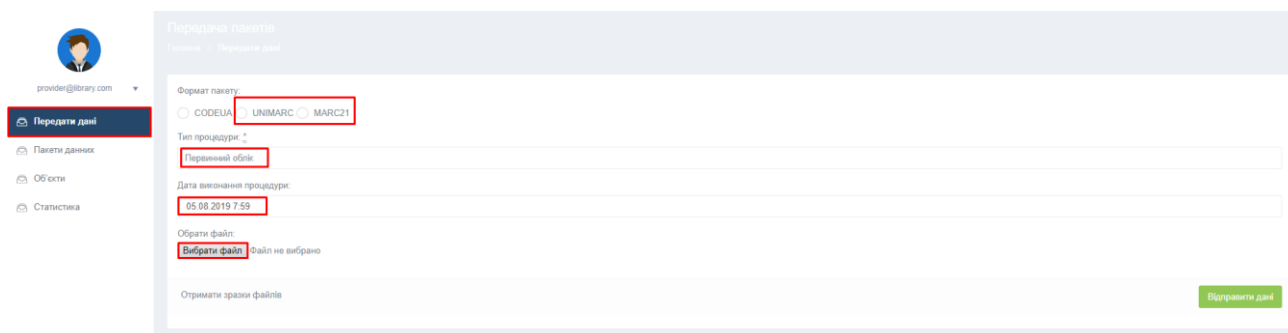 Передача пакетів
Головна > Передати дані
provider@library.com
Передати дані
Пакети данних
Об'єкти
Статистика
Формат пакету:
CODEUA UNIMARC MARC21
Тип процедури: *
Первинний облік
Дата виконання процедури:
05.08.2019 7:59
Обрати файл:
Вибрати файл Файл не вибрано
Отримати зразки файлів
Відправити дані